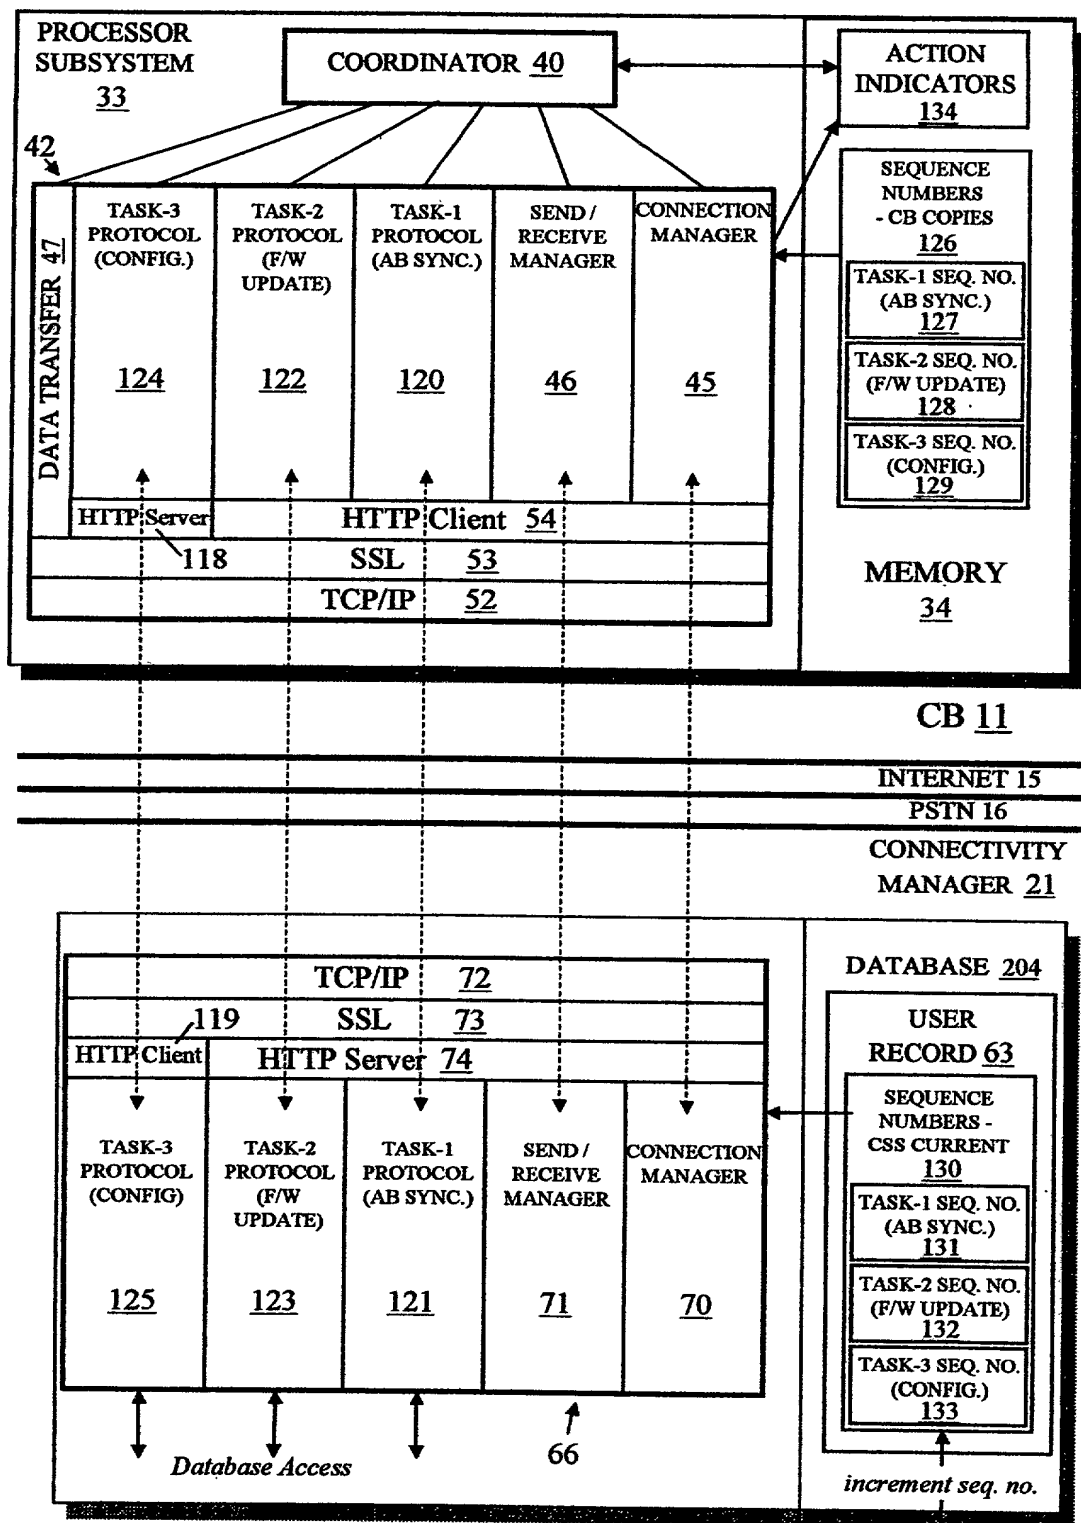 PROCESSOR
SUBSYSTEM
33
COORDINATOR 40
ACTION
INDICATORS
134
42
DATA TRANSFER 47
TASK-3
PROTOCOL
(CONFIG.)
124
TASK-2
PROTOCOL
(F/W
UPDATE)
122
TASK-1
PROTOCOL
(AB SYNC.)
120
SEND /
RECEIVE
MANAGER
46
CONNECTION
MANAGER
45
SEQUENCE
NUMBERS
- CB COPIES
126
TASK-1 SEQ. NO.
(AB SYNC.)
127
TASK-2 SEQ. NO.
(F/W UPDATE)
128
TASK-3 SEQ. NO.
(CONFIG.)
129
HTTP Server
HTTP Client 54
118
SSL 53
TCP/IP 52
MEMORY
34
CB 11
INTERNET 15
PSTN 16
CONNECTIVITY
MANAGER 21
TCP/IP 72
SSL 73
119
HTTP Client
HTTP Server 74
TASK-3
PROTOCOL
(CONFIG)
125
TASK-2
PROTOCOL
(F/W
UPDATE)
123
TASK-1
PROTOCOL
(AB SYNC.)
121
SEND /
RECEIVE
MANAGER
71
CONNECTION
MANAGER
70
DATABASE 204
USER
RECORD 63
SEQUENCE
NUMBERS -
CSS CURRENT
130
TASK-1 SEQ. NO.
(AB SYNC.)
131
TASK-2 SEQ. NO.
(F/W UPDATE)
132
TASK-3 SEQ. NO.
(CONFIG.)
133
66
Database Access
increment seq. no.